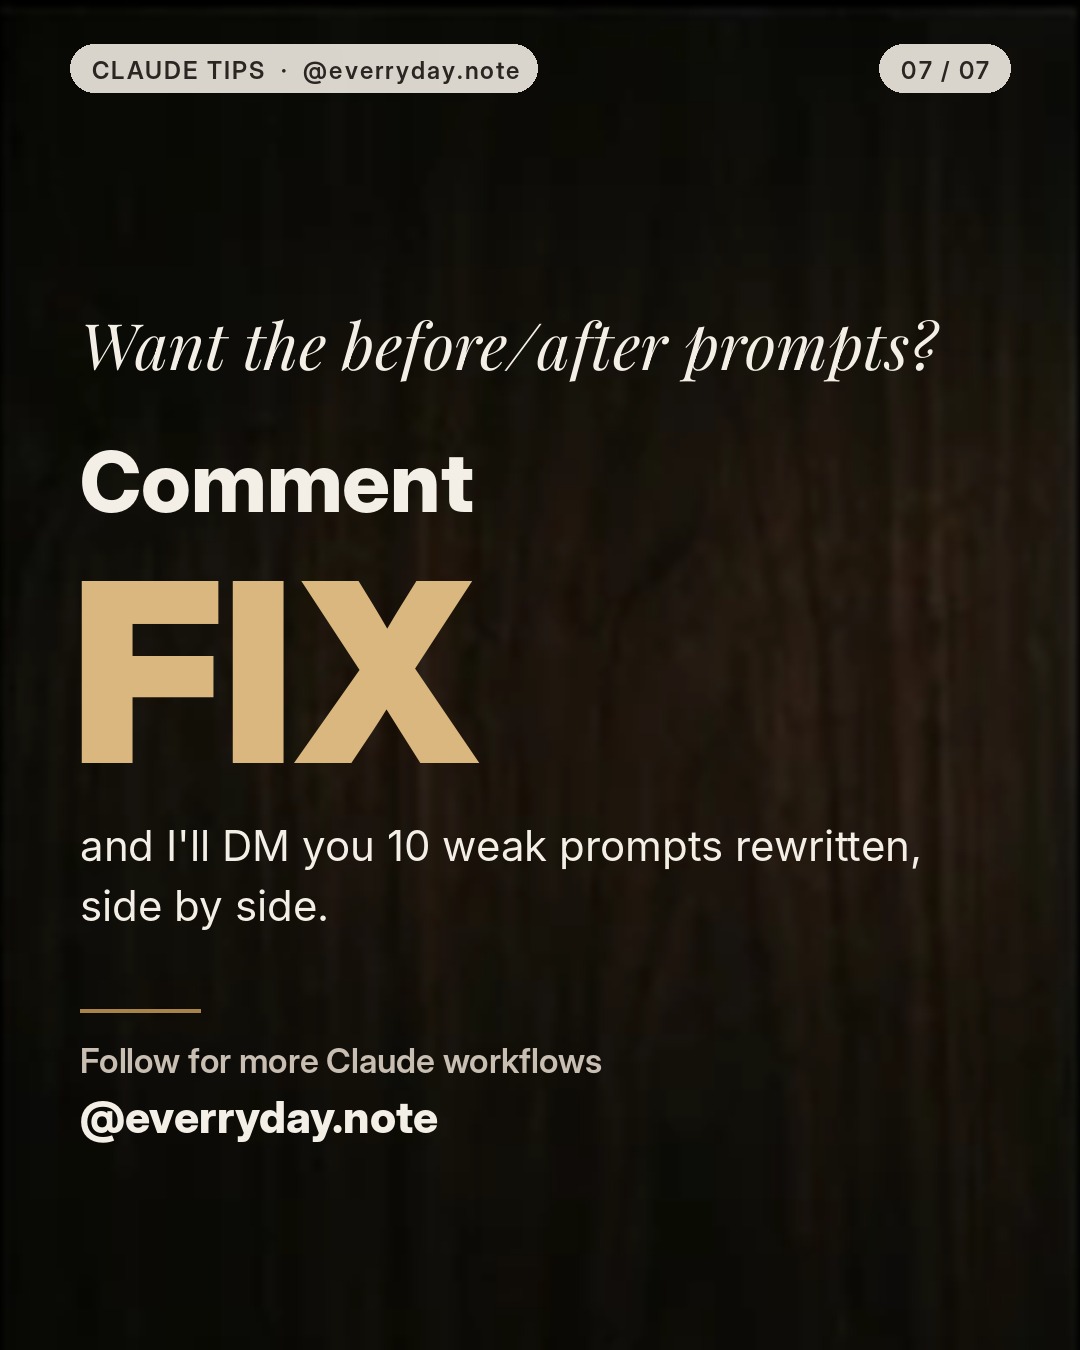 CLAUDE TIPS · @everryday.note
07 / 07
Want the before/after prompts?
Comment
FIX
and I'll DM you 10 weak prompts rewritten,
side by side.
Follow for more Claude workflows
@everryday.note